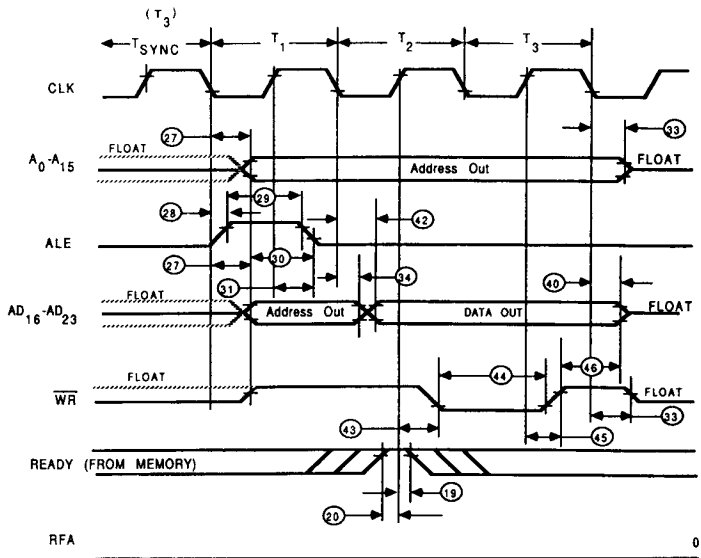 (T3)
TSYNC T1 T2 T3
CLK
27 33
FLOAT FLOAT
A0-A15 Address Out
29
28 42
ALE
27 30
31 34
40
FLOAT FLOAT
AD16-AD23 Address Out DATA OUT
44 46
FLOAT FLOAT
WR
33
43 45
READY (FROM MEMORY)
19
20
RFA 0